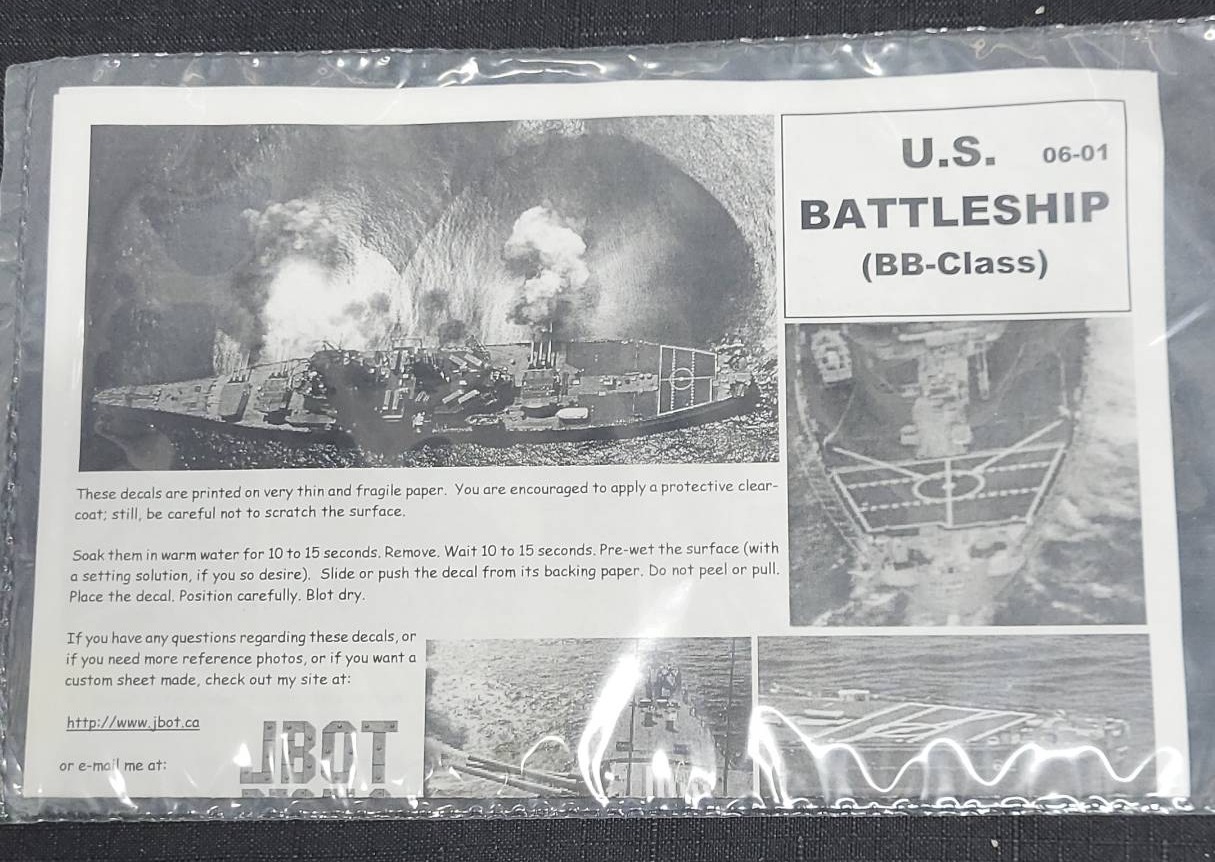 U.S. 06-01
BATTLESHIP
(BB-Class)
These decals are printed on very thin and fragile paper. You are encouraged to apply a protective clear-
coat; still, be careful not to scratch the surface.
Soak them in warm water for 10 to 15 seconds. Remove. Wait 10 to 15 seconds. Pre-wet the surface (with
a setting solution, if you so desire). Slide or push the decal from its backing paper. Do not peel or pull.
Place the decal. Position carefully. Blot dry.
If you have any questions regarding these decals, or
if you need more reference photos, or if you want a
custom sheet made, check out my site at:
http://www.jbot.ca
or e-mail me at:
JBOT